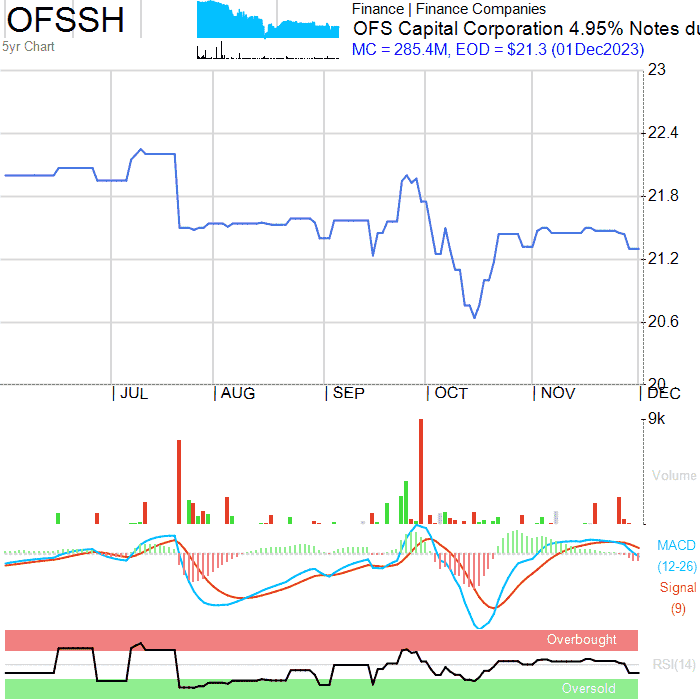 OFSSH
Finance | Finance Companies
OFS Capital Corporation 4.95% Notes du
5yr Chart
MC = 285.4M, EOD = $21.3 (01Dec2023)
23
22.4
21.8
21.2
20.6
20
JUL AUG SEP OCT NOV DEC
9k
Volume
MACD
(12-26)
Signal
(9)
Overbought
RSI(14)
Oversold